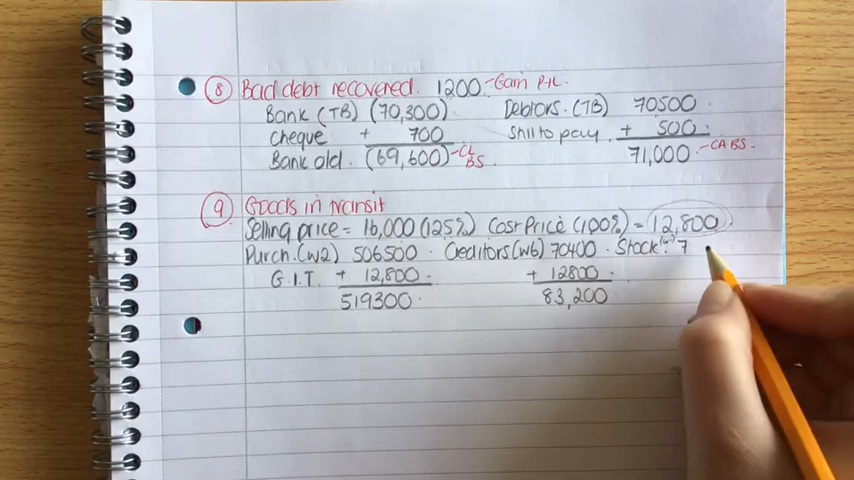 8 Bad debt recovered. 1200 - Gain P+L.
Bank (TB) (70,300). Debtors. (TB) 70500.
cheque + 700 Still to pay. + 500.
Bank old. (69,600) - CL BS. 71,000 - CA BS.
9 Goods in transit
Selling price = 16,000 (125%) Cost Price (100%) = 12,800.
Purch. (W2) 506500. Creditors (W6) 70400. Stock. 7
G.I.T. + 12,800. + 12800.
519300. 83,200